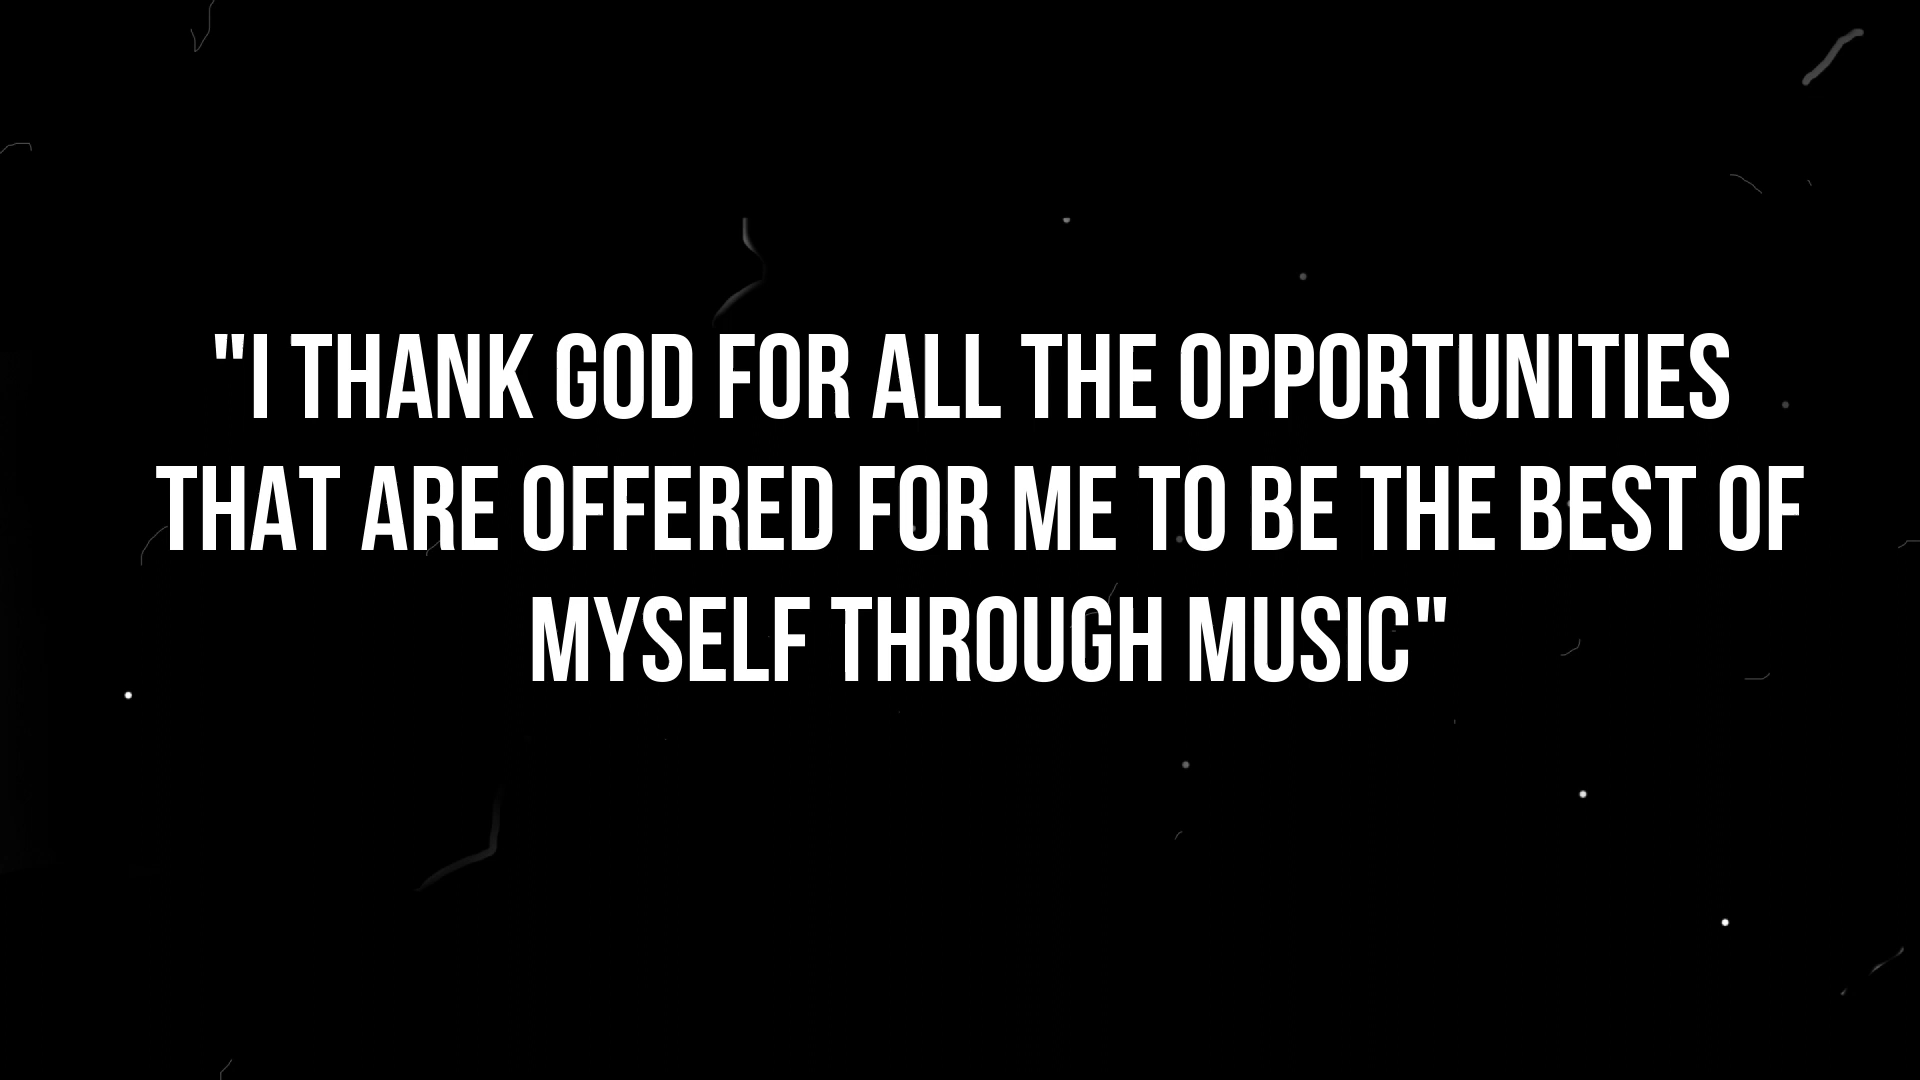 "I THANK GOD FOR ALL THE OPPORTUNITIES
THAT ARE OFFERED FOR ME TO BE THE BEST OF
MYSELF THROUGH MUSIC"